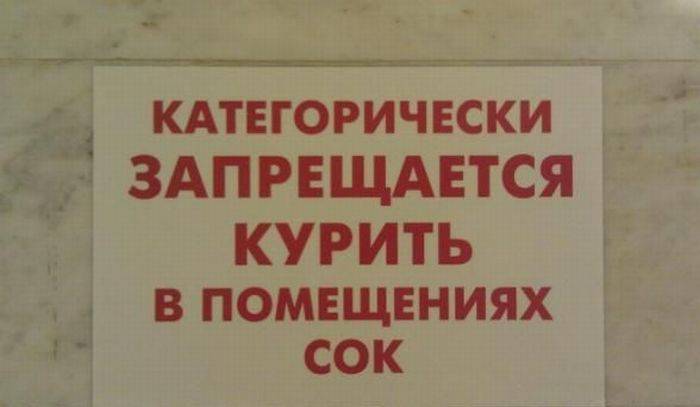 КАТЕГОРИЧЕСКИ
ЗАПРЕЩАЕТСЯ
КУРИТЬ
В ПОМЕЩЕНИЯХ
СОК